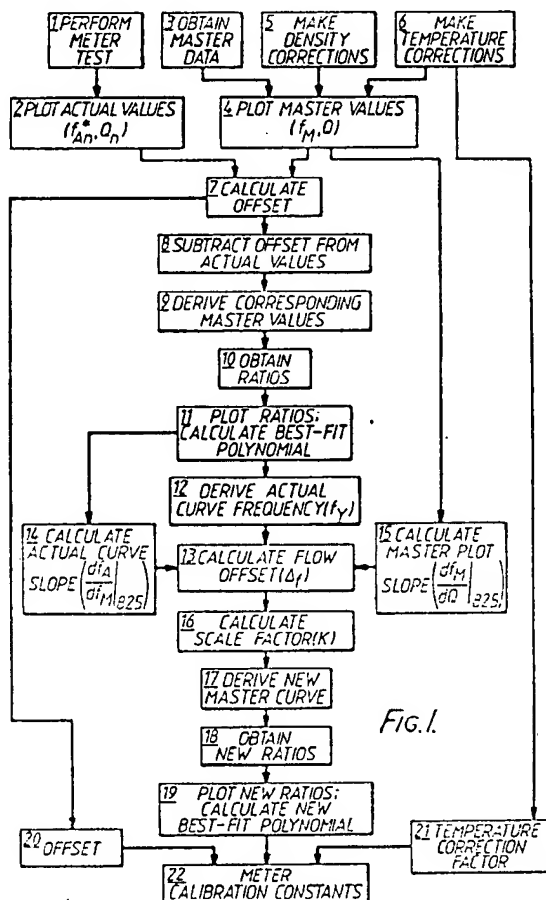 1 PERFORM
METER
TEST
3 OBTAIN
MASTER
DATA
5 MAKE
DENSITY
CORRECTIONS
6 MAKE
TEMPERATURE
CORRECTIONS
2 PLOT ACTUAL VALUES
(f*An, Qn)
4 PLOT MASTER VALUES
(fM, Q)
7 CALCULATE
OFFSET
8 SUBTRACT OFFSET FROM
ACTUAL VALUES
9 DERIVE CORRESPONDING
MASTER VALUES
10 OBTAIN
RATIOS
11 PLOT RATIOS;
CALCULATE BEST-FIT
POLYNOMIAL
12 DERIVE ACTUAL
CURVE FREQUENCY (fY)
14 CALCULATE
ACTUAL CURVE
SLOPE (dfA/dfM|825)
13 CALCULATE FLOW
OFFSET (Δf)
15 CALCULATE
MASTER PLOT
SLOPE (dfM/dQ|825)
16 CALCULATE
SCALE FACTOR (K)
17 DERIVE NEW
MASTER CURVE
FIG.1.
18 OBTAIN
NEW RATIOS
19 PLOT NEW RATIOS;
CALCULATE NEW
BEST-FIT POLYNOMIAL
20 OFFSET
21 TEMPERATURE
CORRECTION
FACTOR
22 METER
CALIBRATION CONSTANTS